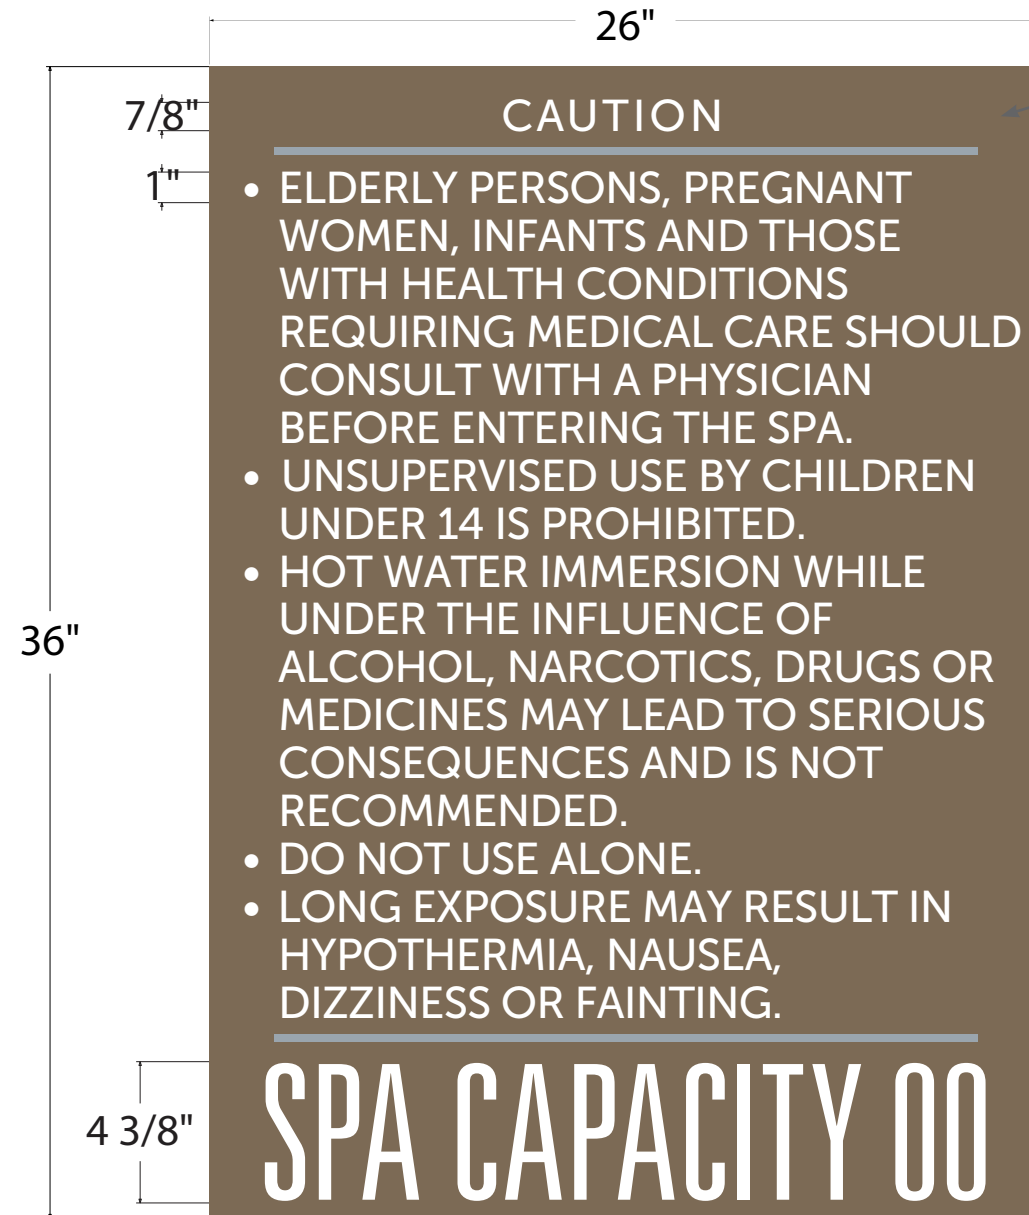 26"
7/8"
CAUTION
1"
• ELDERLY PERSONS, PREGNANT
WOMEN, INFANTS AND THOSE
WITH HEALTH CONDITIONS
REQUIRING MEDICAL CARE SHOULD
CONSULT WITH A PHYSICIAN
BEFORE ENTERING THE SPA.
• UNSUPERVISED USE BY CHILDREN
UNDER 14 IS PROHIBITED.
• HOT WATER IMMERSION WHILE
UNDER THE INFLUENCE OF
ALCOHOL, NARCOTICS, DRUGS OR
MEDICINES MAY LEAD TO SERIOUS
CONSEQUENCES AND IS NOT
RECOMMENDED.
• DO NOT USE ALONE.
• LONG EXPOSURE MAY RESULT IN
HYPOTHERMIA, NAUSEA,
DIZZINESS OR FAINTING.
36"
4 3/8"
SPA CAPACITY 00